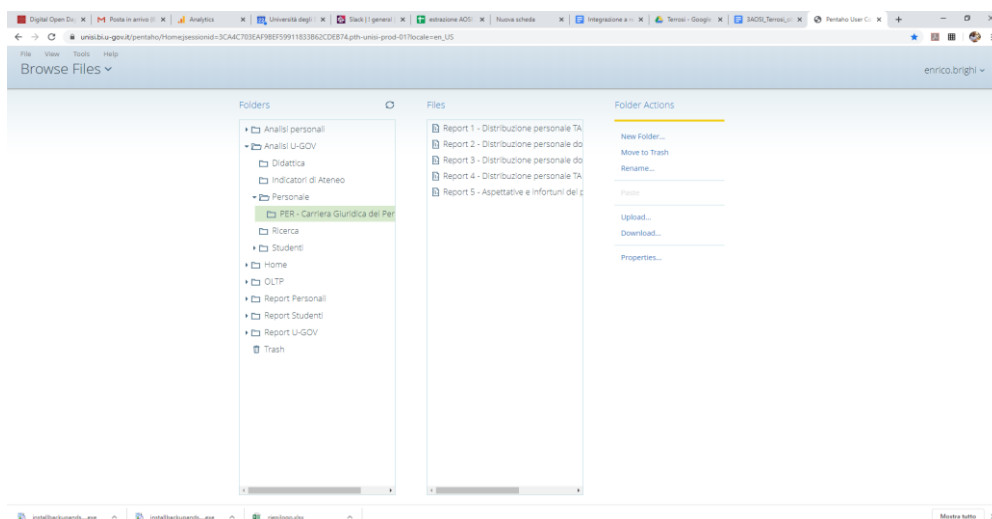 Digital Open Da
Posta in arrivo (
Analytics
Università degli
Slack | general
estrazione AOSI
Nuova scheda
Integrazione a
Terrosi - Google
3AOSI_Terrosi_
Pentaho User Co
unisi.bi.u-gov.it/pentaho/Home;jsessionid=3CA4C703EAF9BEF59911833B62CDEB74.pth-unisi-prod-01?locale=en_US
File View Tools Help
Browse Files
enrico.brighi
Folders
Analisi personali
Analisi U-GOV
Didattica
Indicatori di Ateneo
Personale
PER - Carriera Giuridica del Per
Ricerca
Studenti
Home
OLTP
Report Personali
Report Studenti
Report U-GOV
Trash
Files
Report 1 - Distribuzione personale TA
Report 2 - Distribuzione personale do
Report 3 - Distribuzione personale do
Report 4 - Distribuzione personale TA
Report 5 - Aspettative e infortuni del p
Folder Actions
New Folder...
Move to Trash
Rename...
Paste
Upload...
Download...
Properties...
Mostra tutto